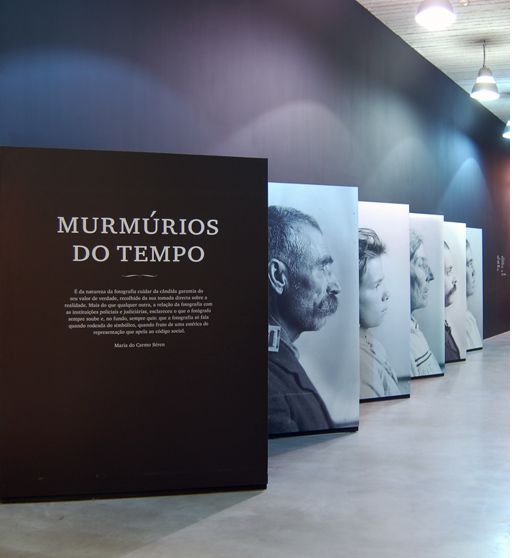 MURMÚRIOS
DO TEMPO
É da natureza da fotografia cuidar da cândida garantia do
seu valor de verdade, recolhido da sua tomada directa sobre a
realidade. Mais do que qualquer outra, a relação da fotografia com
as instituições policiais e judiciárias, esclareceu o que o fotógrafo
sempre soube e, no fundo, sempre quis: que a fotografia só fala
quando rodeada do simbólico, quando fruto de uma estética de
representação que apela ao código social.
Maria do Carmo Séren